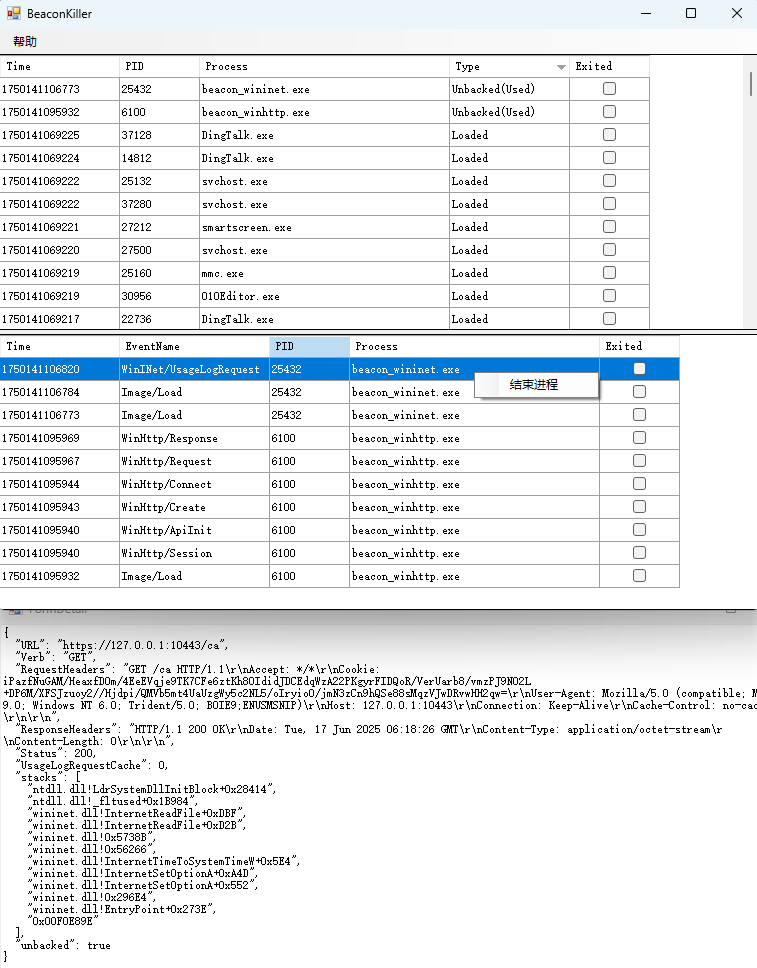 BeaconKiller
帮助
Time PID Process Type Exited
1750141106773 25432 beacon_wininet.exe Unbacked(Used)
1750141095932 6100 beacon_winhttp.exe Unbacked(Used)
1750141069225 37128 DingTalk.exe Loaded
1750141069224 14812 DingTalk.exe Loaded
1750141069222 25132 svchost.exe Loaded
1750141069222 37280 svchost.exe Loaded
1750141069221 27212 smartscreen.exe Loaded
1750141069220 27500 svchost.exe Loaded
1750141069219 25160 mmc.exe Loaded
1750141069219 30956 010Editor.exe Loaded
1750141069217 22736 DingTalk.exe Loaded
Time EventName PID Process Exited
1750141106820 WinINet/UsageLogRequest 25432 beacon_wininet.exe
结束进程
1750141106784 Image/Load 25432 beacon_wininet.exe
1750141106773 Image/Load 25432 beacon_wininet.exe
1750141095969 WinHttp/Response 6100 beacon_winhttp.exe
1750141095967 WinHttp/Request 6100 beacon_winhttp.exe
1750141095944 WinHttp/Connect 6100 beacon_winhttp.exe
1750141095943 WinHttp/Create 6100 beacon_winhttp.exe
1750141095940 WinHttp/ApiInit 6100 beacon_winhttp.exe
1750141095940 WinHttp/Session 6100 beacon_winhttp.exe
1750141095932 Image/Load 6100 beacon_winhttp.exe
{
"URL": "https://127.0.0.1:10443/ca",
"Verb": "GET",
"RequestHeaders": "GET /ca HTTP/1.1\r\nAccept: */*\r\nCookie:
iPazfNuGAM/HeaxfDOm/4EeEVqje9TK7CFe6ztKh8OIdidJDCEdqWzA22PKgyrFIDQoR/VerUarb8/vmzPJ9NO2L
+DP6M/XFSJzuoy2//Hjdpi/QMVb5mt4UaUzgWy5c2NL5/oIryioO/jmN3zCn9hQSe88sMqzVJwDRvwHH2qw=\r\nUser-Agent: Mozilla/5.0 (compatible; M
9.0; Windows NT 6.0; Trident/5.0; BOIE9;ENUSMSNIP)\r\nHost: 127.0.0.1:10443\r\nConnection: Keep-Alive\r\nCache-Control: no-cac
\r\n\r\n",
"ResponseHeaders": "HTTP/1.1 200 OK\r\nDate: Tue, 17 Jun 2025 06:18:26 GMT\r\nContent-Type: application/octet-stream\r
\nContent-Length: 0\r\n\r\n",
"Status": 200,
"UsageLogRequestCache": 0,
"stacks": [
"ntdll.dll!LdrSystemDllInitBlock+0x28414",
"ntdll.dll!_fltused+0x1B984",
"wininet.dll!InternetReadFile+0xDBF",
"wininet.dll!InternetReadFile+0xD2B",
"wininet.dll!0x5738B",
"wininet.dll!0x56266",
"wininet.dll!InternetTimeToSystemTimeW+0x5E4",
"wininet.dll!InternetSetOptionA+0xA4D",
"wininet.dll!InternetSetOptionA+0x552",
"wininet.dll!0x296E4",
"wininet.dll!EntryPoint+0x273E",
"0x00F0E89E"
],
"unbacked": true
}